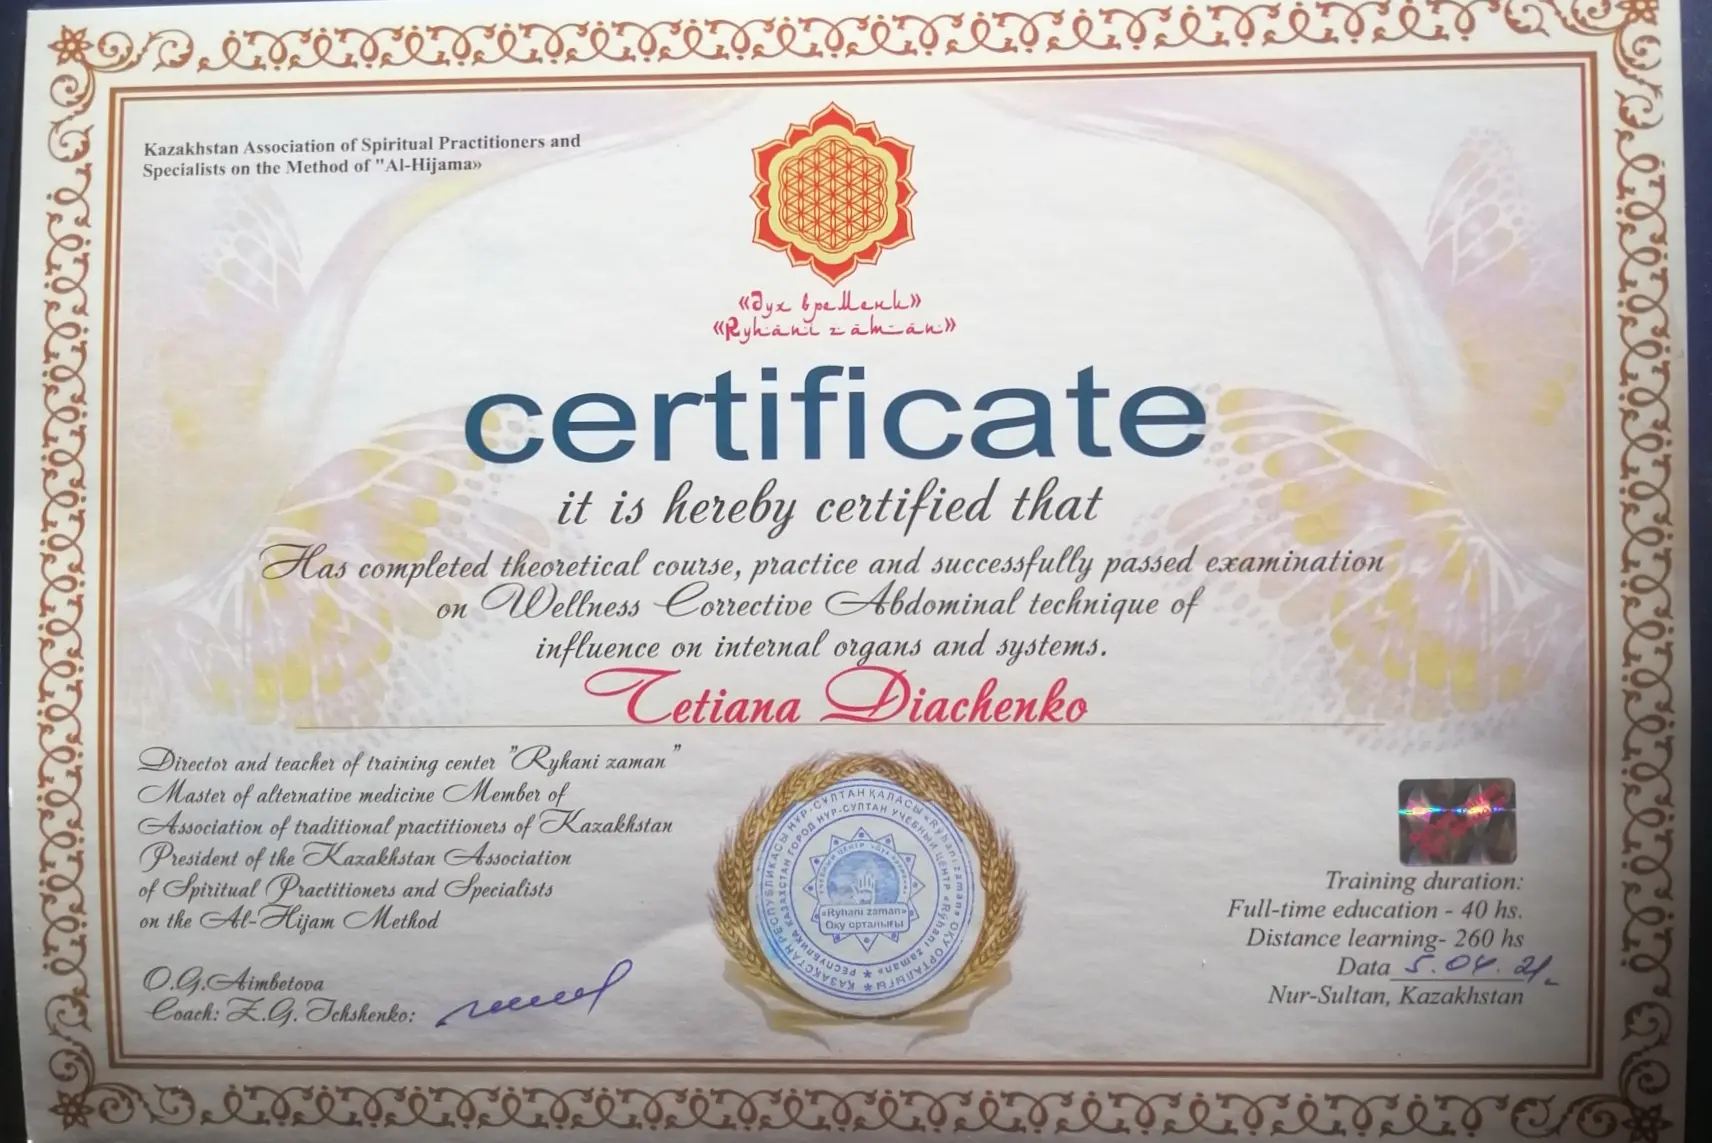 Kazakhstan Association of Spiritual Practitioners and
Specialists on the Method of "Al-Hijama»
«Дух времени»
«Ryhani zaman»
certificate
it is hereby certified that
Has completed theoretical course, practice and successfully passed examination
on Wellness Corrective Abdominal technique of
influence on internal organs and systems.
Tetiana Diachenko
Director and teacher of training center "Ryhani zaman"
Master of alternative medicine Member of
Association of traditional practitioners of Kazakhstan
President of the Kazakhstan Association
of Spiritual Practitioners and Specialists
on the Al-Hijam Method
O.G.Aimbetova
Coach: Z.G. Ichshenko:
ҚАЗАҚСТАН РЕСПУБЛИКАСЫ НҰР-СҰЛТАН ҚАЛАСЫ «Ryhani zaman» ОҚУ ОРТАЛЫҒЫ
РЕСПУБЛИКА КАЗАХСТАН ГОРОД НУР-СУЛТАН УЧЕБНЫЙ ЦЕНТР «Ryhani zaman»
«Ryhani zaman»
Оқу орталығы
Training duration:
Full-time education - 40 hs.
Distance learning- 260 hs
Data 5.04.21
Nur-Sultan, Kazakhstan